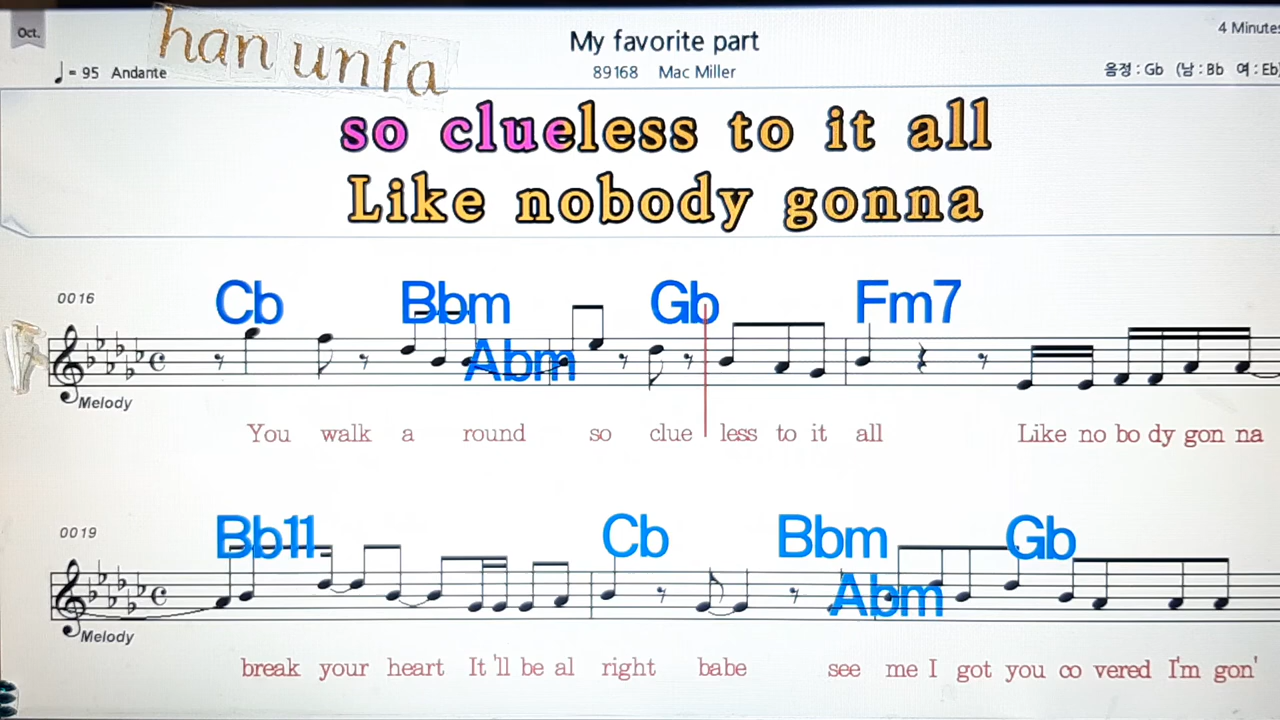 Oct.
han unfa
My favorite part
4 Minutes
♩= 95 Andante
89168 Mac Miller
음정 : Gb (남 : Bb 여 : Eb)
so clueless to it all
Like nobody gonna
0016
Cb Bbm Abm Gb Fm7
Melody
You walk a round so clue less to it all Like no bo dy gon na
0019
Bb11 Cb Bbm Abm Gb
Melody
break your heart It 'll be al right babe see me I got you co vered I'm gon'